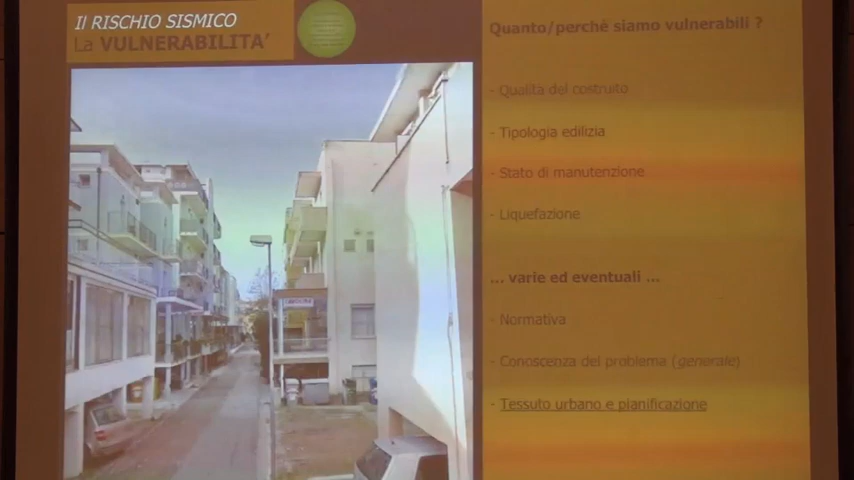 Il RISCHIO SISMICO
La VULNERABILITA’
Quanto/perchè siamo vulnerabili ?
- Qualità del costruito
- Tipologia edilizia
- Stato di manutenzione
- Liquefazione
... varie ed eventuali ...
- Normativa
- Conoscenza del problema (generale)
- Tessuto urbano e pianificazione